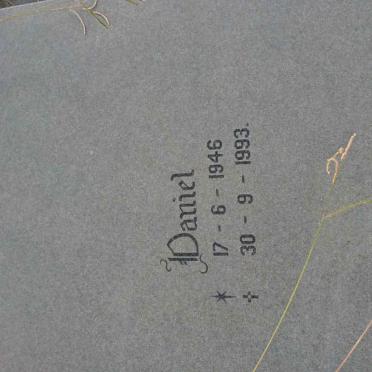 Daniel
✶ 17 - 6 - 1946
✢ 30 - 9 - 1993.